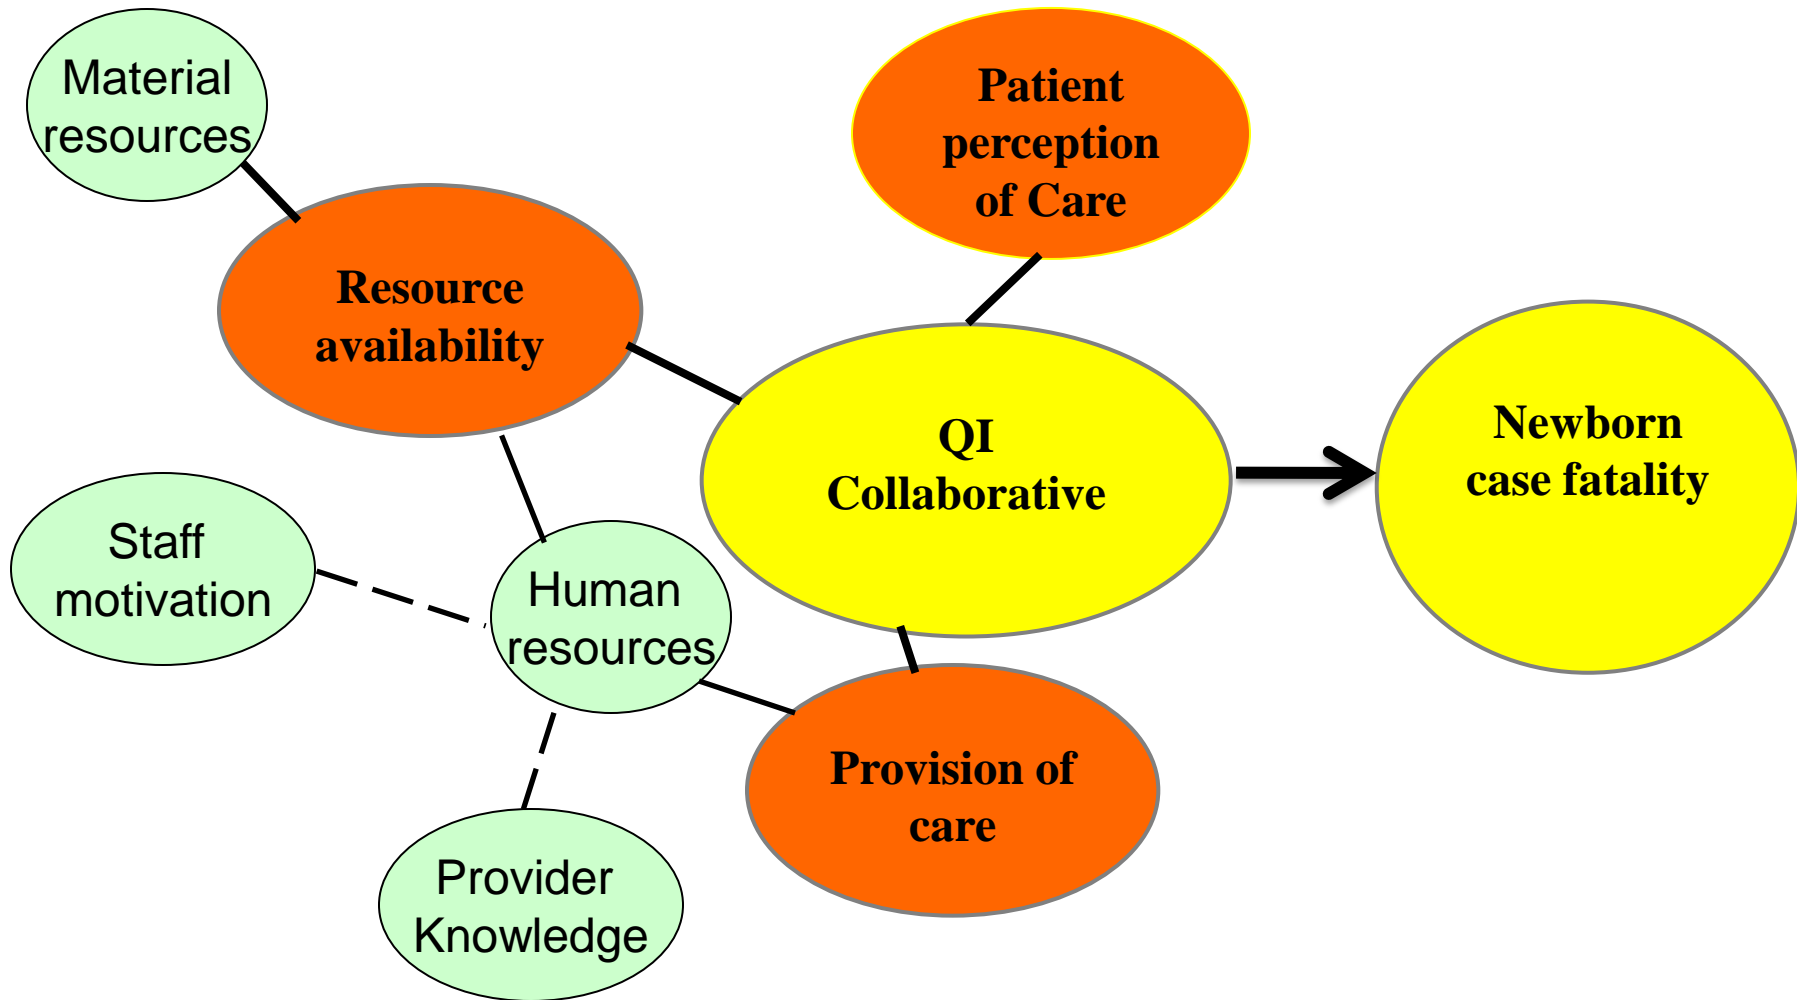 Material
resources
Patient
perception
of Care
Resource
availability
QI
Collaborative
Newborn
case fatality
Staff
motivation
Human
resources
Provision of
care
Provider
Knowledge